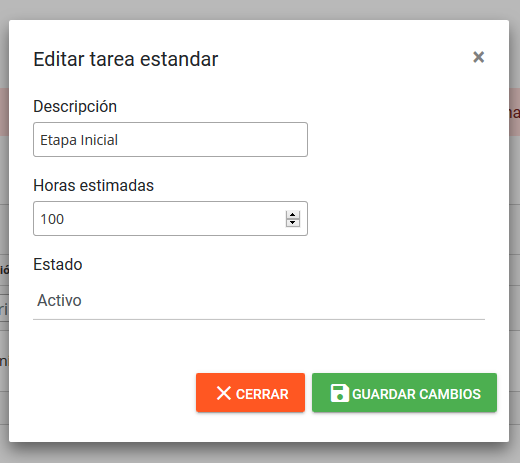 Editar tarea estandar
×
Descripción
Etapa Inicial
Horas estimadas
100
Estado
Activo
CERRAR
GUARDAR CAMBIOS